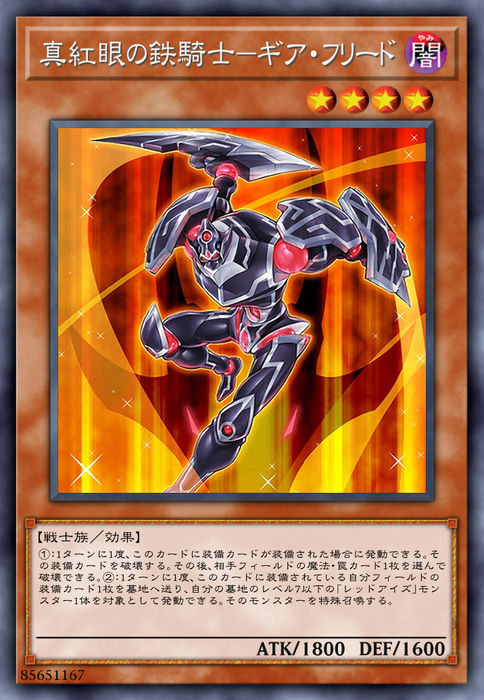 真紅眼の鉄騎士－ギア・フリード
やみ
闇
【戦士族／効果】
①:1ターンに1度、このカードに装備カードが装備された場合に発動できる。そ
の装備カードを破壊する。その後、相手フィールドの魔法・罠カード1枚を選んで
破壊できる。②:1ターンに1度、このカードに装備されている自分フィールドの
装備カード1枚を墓地へ送り、自分の墓地のレベル7以下の「レッドアイズ」モン
スター1体を対象として発動できる。そのモンスターを特殊召喚する。
ATK/1800 DEF/1600
85651167